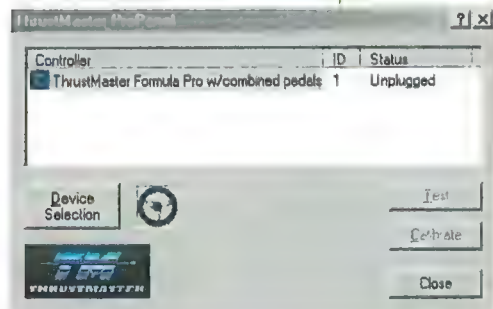 ThrustMaster ProPanel
Controller ID Status
ThrustMaster Formula Pro w/combined pedals 1 Unplugged
Device
Selection
Test
Calibrate
Close
THRUSTMASTER